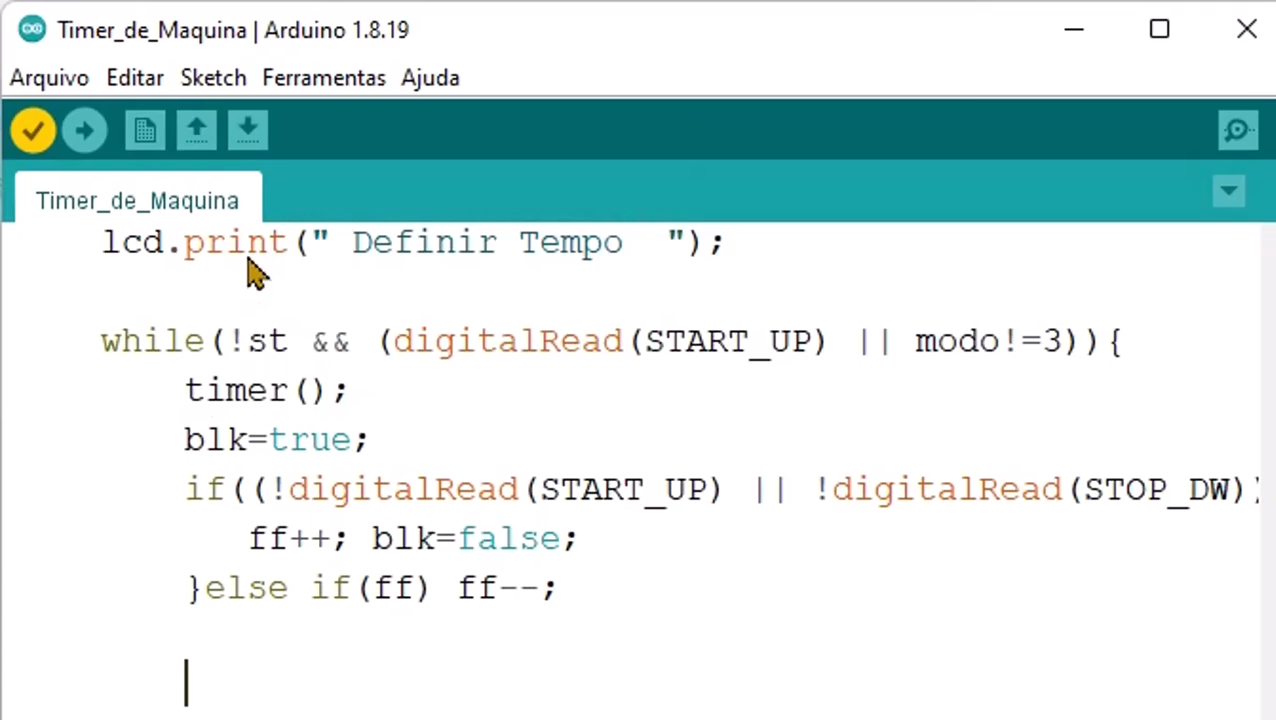 Timer_de_Maquina | Arduino 1.8.19
Arquivo Editar Sketch Ferramentas Ajuda
Timer_de_Maquina
lcd.print(" Definir Tempo  ");
while(!st && (digitalRead(START_UP) || modo!=3)){
timer();
blk=true;
if((!digitalRead(START_UP) || !digitalRead(STOP_DW))
ff++; blk=false;
}else if(ff) ff--;